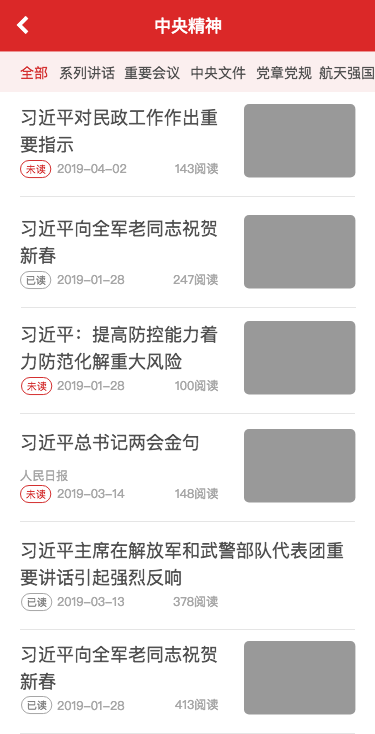 中央精神
全部 系列讲话 重要会议 中央文件 党章党规 航天强国
习近平对民政工作作出重
要指示
未读 2019-04-02 143阅读
习近平向全军老同志祝贺
新春
已读 2019-01-28 247阅读
习近平：提高防控能力着
力防范化解重大风险
未读 2019-01-28 100阅读
习近平总书记两会金句
人民日报
未读 2019-03-14 148阅读
习近平主席在解放军和武警部队代表团重
要讲话引起强烈反响
已读 2019-03-13 378阅读
习近平向全军老同志祝贺
新春
已读 2019-01-28 413阅读